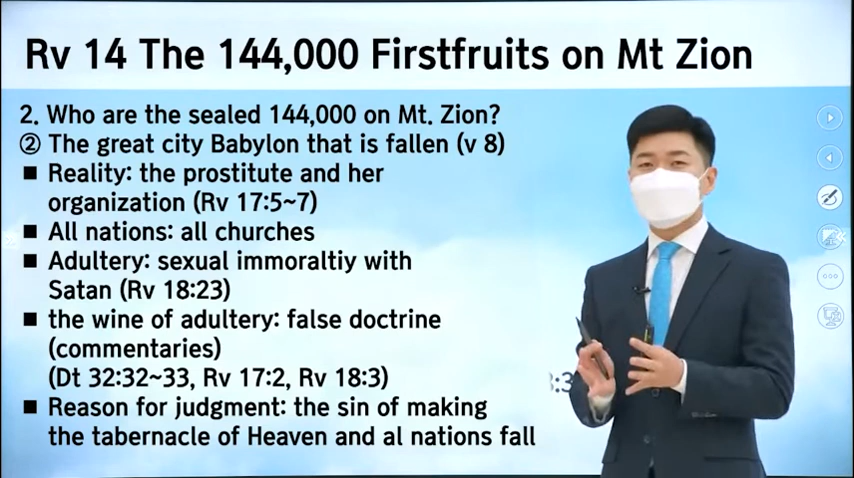 Rv 14 The 144,000 Firstfruits on Mt Zion
2. Who are the sealed 144,000 on Mt. Zion?
② The great city Babylon that is fallen (v 8)
■ Reality: the prostitute and her
organization (Rv 17:5~7)
■ All nations: all churches
■ Adultery: sexual immoraltiy with
Satan (Rv 18:23)
■ the wine of adultery: false doctrine
(commentaries)
(Dt 32:32~33, Rv 17:2, Rv 18:3)
■ Reason for judgment: the sin of making
the tabernacle of Heaven and al nations fall